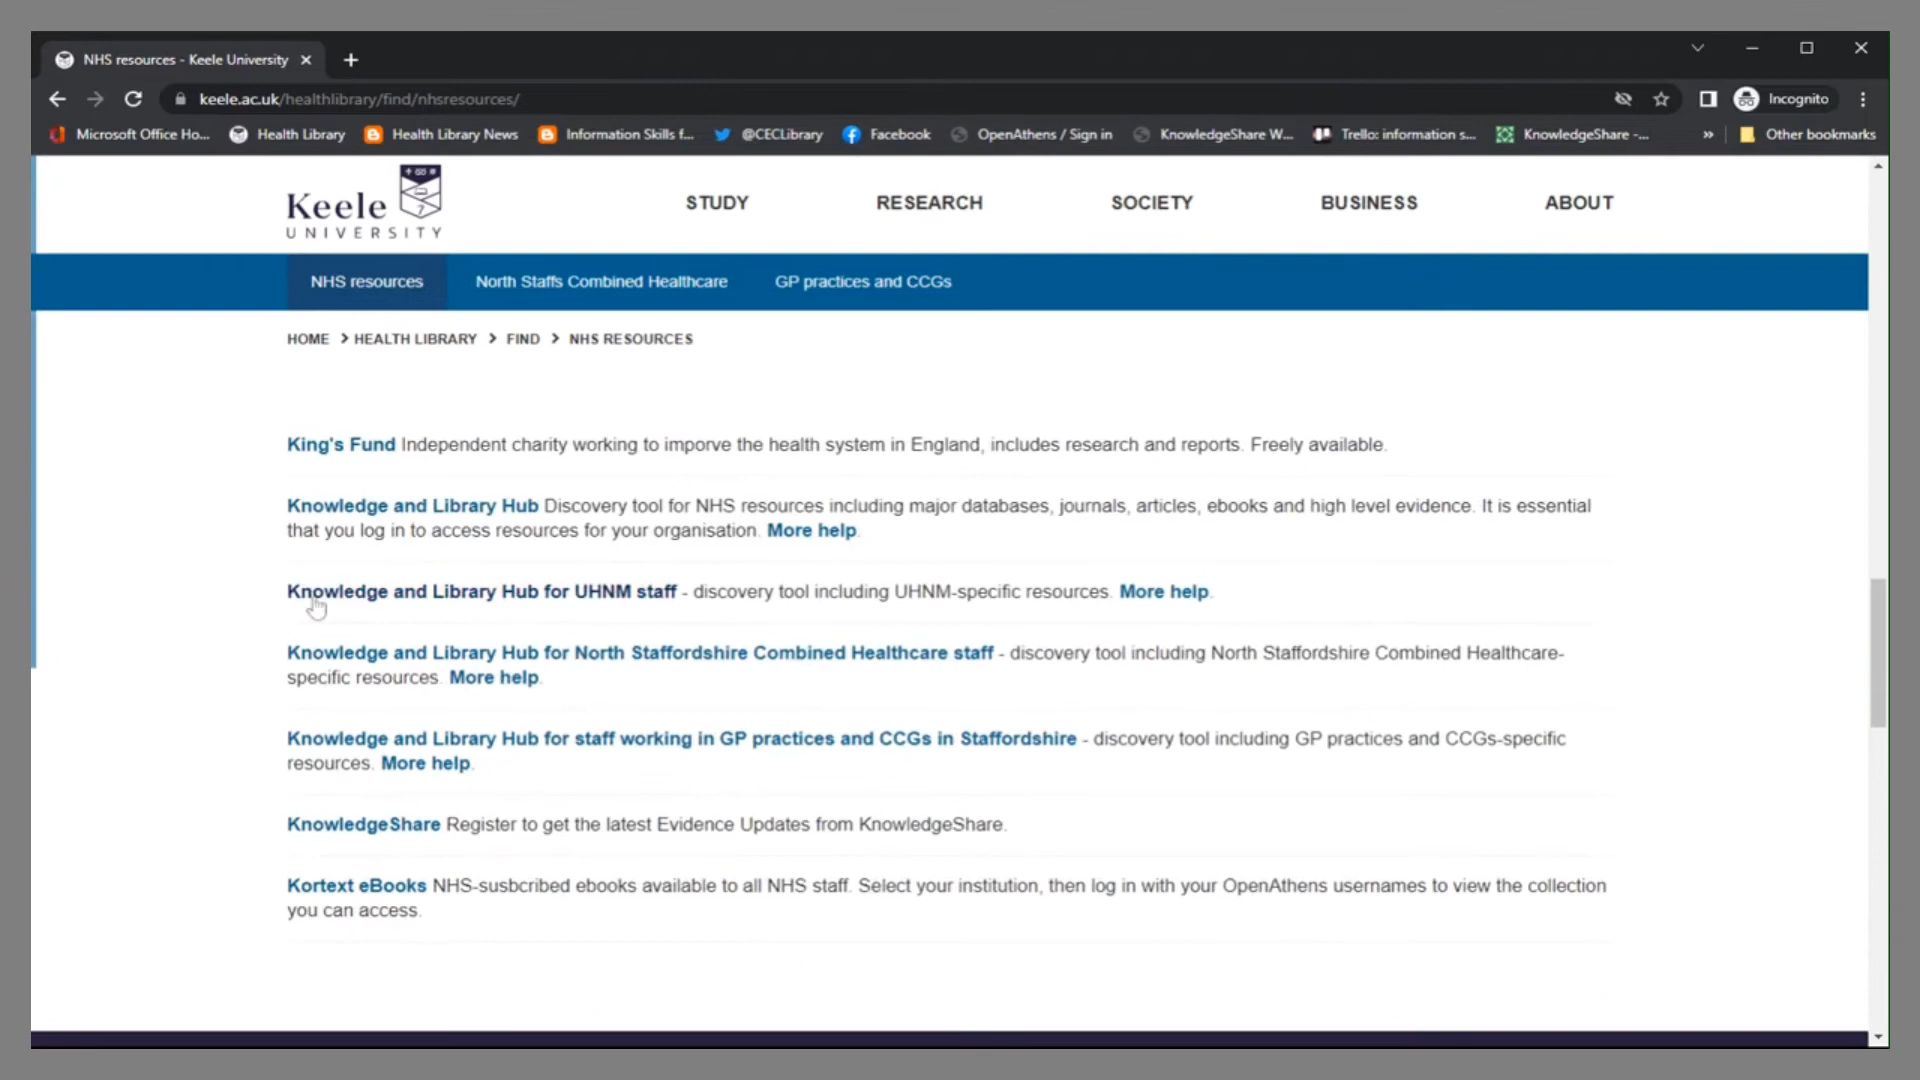 NHS resources - Keele University
keele.ac.uk/healthlibrary/find/nhsresources/
Incognito
Microsoft Office Ho... Health Library Health Library News Information Skills f... @CECLibrary Facebook OpenAthens / Sign in KnowledgeShare W... Trello: information s... KnowledgeShare -... » Other bookmarks
Keele
UNIVERSITY
STUDY RESEARCH SOCIETY BUSINESS ABOUT
NHS resources North Staffs Combined Healthcare GP practices and CCGs
HOME > HEALTH LIBRARY > FIND > NHS RESOURCES
King's Fund Independent charity working to imporve the health system in England, includes research and reports. Freely available.
Knowledge and Library Hub Discovery tool for NHS resources including major databases, journals, articles, ebooks and high level evidence. It is essential
that you log in to access resources for your organisation. More help.
Knowledge and Library Hub for UHNM staff - discovery tool including UHNM-specific resources. More help.
Knowledge and Library Hub for North Staffordshire Combined Healthcare staff - discovery tool including North Staffordshire Combined Healthcare-
specific resources. More help.
Knowledge and Library Hub for staff working in GP practices and CCGs in Staffordshire - discovery tool including GP practices and CCGs-specific
resources. More help.
KnowledgeShare Register to get the latest Evidence Updates from KnowledgeShare.
Kortext eBooks NHS-susbcribed ebooks available to all NHS staff. Select your institution, then log in with your OpenAthens usernames to view the collection
you can access.